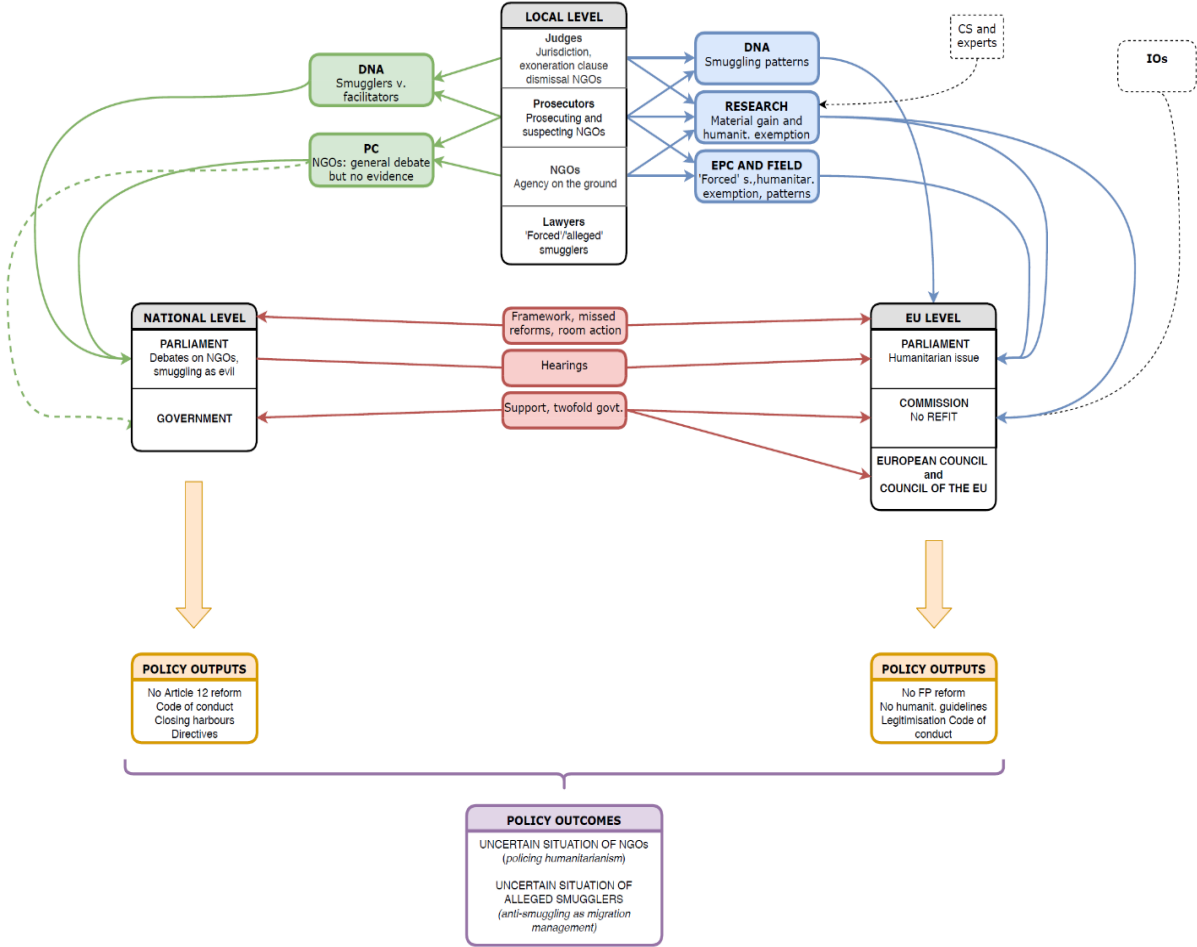 LOCAL LEVEL
Judges
Jurisdiction,
exoneration clause
dismissal NGOs
Prosecutors
Prosecuting and
suspecting NGOs
NGOs
Agency on the ground
Lawyers
'Forced'/'alleged'
smugglers
DNA
Smugglers v.
facilitators
PC
NGOs: general debate
but no evidence
DNA
Smuggling patterns
RESEARCH
Material gain and
humanit. exemption
EPC AND FIELD
'Forced' s.,humanitar.
exemption, patterns
CS and
experts
IOs
NATIONAL LEVEL
PARLIAMENT
Debates on NGOs,
smuggling as evil
GOVERNMENT
Framework, missed
reforms, room action
Hearings
Support, twofold govt.
EU LEVEL
PARLIAMENT
Humanitarian issue
COMMISSION
No REFIT
EUROPEAN COUNCIL
and
COUNCIL OF THE EU
POLICY OUTPUTS
No Article 12 reform
Code of conduct
Closing harbours
Directives
POLICY OUTPUTS
No FP reform
No humanit. guidelines
Legitimisation Code of
conduct
POLICY OUTCOMES
UNCERTAIN SITUATION OF NGOs
(policing humanitarianism)
UNCERTAIN SITUATION OF
ALLEGED SMUGGLERS
(anti-smuggling as migration
management)